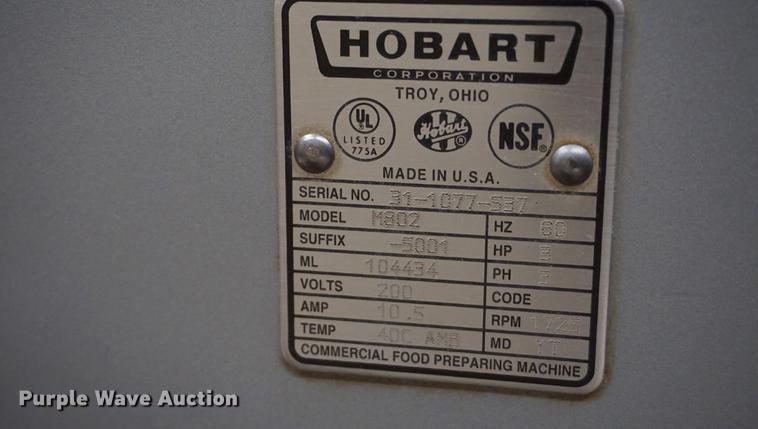 HOBART
CORPORATION
TROY, OHIO
UL
LISTED
775A
Hobart
®
NSF®
MADE IN U.S.A.
SERIAL NO. 31-1077-537
MODEL M802
HZ 60
SUFFIX -5001
HP 3
ML 104434
PH 3
VOLTS 200
CODE
AMP 10.5
RPM 1725
TEMP 40C AMB
MD YT
COMMERCIAL FOOD PREPARING MACHINE
Purple Wave Auction